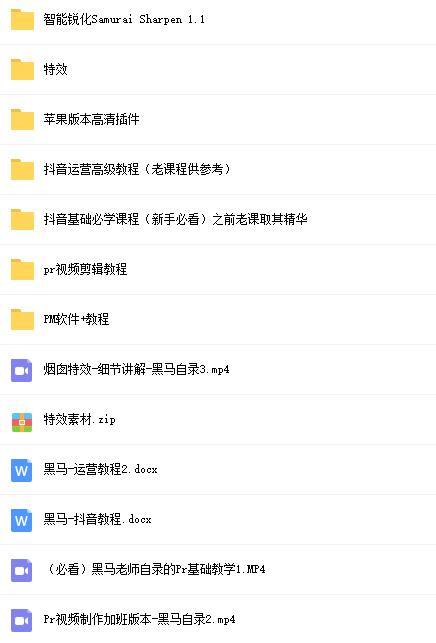 智能锐化Samurai Sharpen 1.1
特效
苹果版本高清插件
抖音运营高级教程（老课程供参考）
抖音基础必学课程（新手必看）之前老课取其精华
pr视频剪辑教程
PM软件+教程
烟囱特效-细节讲解-黑马自录3.mp4
特效素材.zip
W 黑马-运营教程2.docx
W 黑马-抖音教程.docx
（必看）黑马老师自录的Pr基础教学1.MP4
Pr视频制作加班版本-黑马自录2.mp4